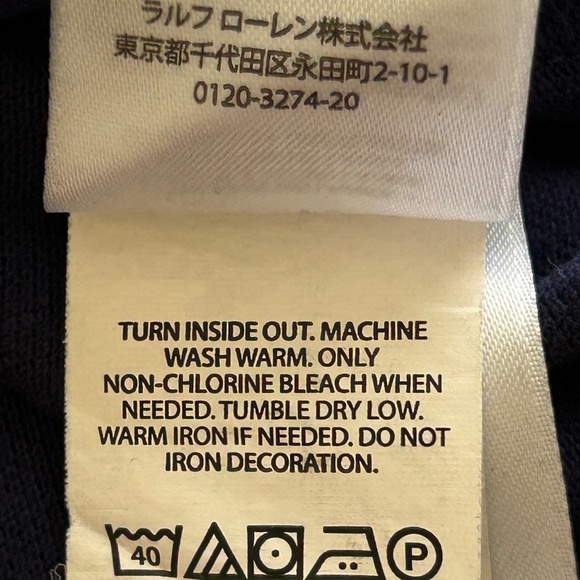 ラルフ ローレン株式会社
東京都千代田区永田町2-10-1
0120-3274-20
TURN INSIDE OUT. MACHINE
WASH WARM. ONLY
NON-CHLORINE BLEACH WHEN
NEEDED. TUMBLE DRY LOW.
WARM IRON IF NEEDED. DO NOT
IRON DECORATION.
40 P